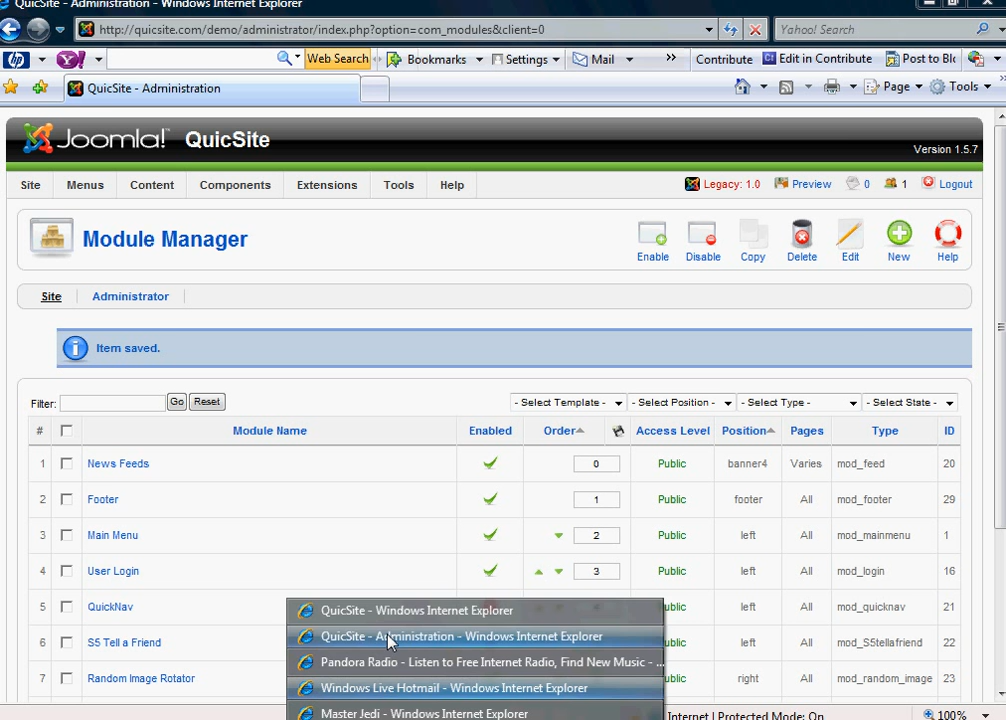 QuicSite - Administration - Windows Internet Explorer
http://quicsite.com/demo/administrator/index.php?option=com_modules&client=0
Yahoo! Search
Web Search
Bookmarks
Settings
Mail
»
Contribute
Edit in Contribute
Post to Blc
QuicSite - Administration
Page
Tools
Joomla! QuicSite
Version 1.5.7
Site Menus Content Components Extensions Tools Help
Legacy: 1.0 Preview 0 1 Logout
Module Manager
Enable Disable Copy Delete Edit New Help
Site Administrator
Item saved.
Filter: Go Reset - Select Template - - Select Position - - Select Type - - Select State -
# Module Name Enabled Order Access Level Position Pages Type ID
1 News Feeds 0 Public banner4 Varies mod_feed 20
2 Footer 1 Public footer All mod_footer 29
3 Main Menu 2 Public left All mod_mainmenu 1
4 User Login 3 Public left All mod_login 16
5 QuickNav Public left All mod_quicknav 21
6 S5 Tell a Friend left All mod_S5tellafriend 22
7 Random Image Rotator right All mod_random_image 23
QuicSite - Windows Internet Explorer
QuicSite - Administration - Windows Internet Explorer
Pandora Radio - Listen to Free Internet Radio, Find New Music - ...
Windows Live Hotmail - Windows Internet Explorer
Master Jedi - Windows Internet Explorer
Internet | Protected Mode: On
100%